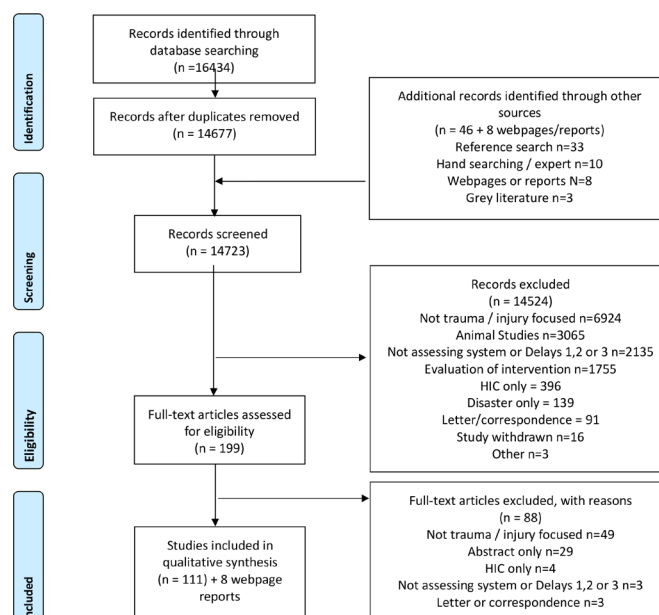 Identification
Records identified through
database searching
(n =16434)
Records after duplicates removed
(n = 14677)
Additional records identified through other
sources
(n = 46 + 8 webpages/reports)
Reference search n=33
Hand searching / expert n=10
Webpages or reports N=8
Grey literature n=3
Screening
Records screened
(n = 14723)
Records excluded
(n = 14524)
Not trauma / injury focused n=6924
Animal Studies n=3065
Not assessing system or Delays 1,2 or 3 n=2135
Evaluation of intervention n=1755
HIC only = 396
Disaster only = 139
Letter/correspondence = 91
Study withdrawn n=16
Other n=3
Eligibility
Full-text articles assessed
for eligibility
(n = 199)
Full-text articles excluded, with reasons
(n = 88)
Not trauma / injury focused n=49
Abstract only n=29
HIC only n=4
Not assessing system or Delays 1,2 or 3 n=3
Letter or correspondence n=3
Studies included in
qualitative synthesis
(n = 111) + 8 webpage
reports